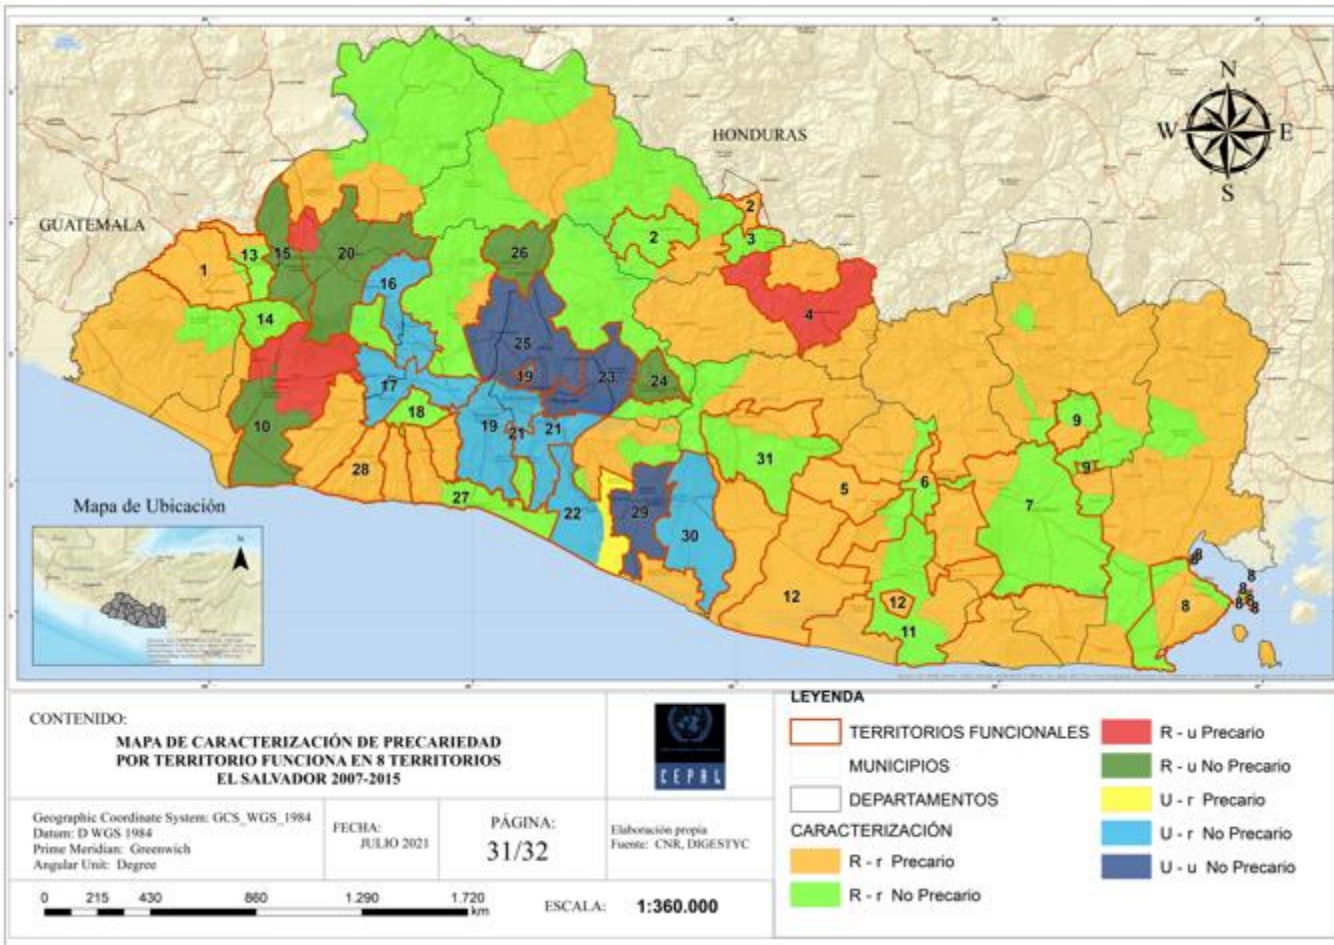 N
HONDURAS
W E
S
GUATEMALA
2
2
3
13
15
20
26
1
16
4
14
25
19
23
24
17
18
10
19
21
21
9
9
28
31
5
6
7
27
22
29
30
12
12
11
8
8
8
8
8
8
Mapa de Ubicación
N
CONTENIDO:
MAPA DE CARACTERIZACIÓN DE PRECARIEDAD
POR TERRITORIO FUNCIONA EN 8 TERRITORIOS
EL SALVADOR 2007-2015
CEPAL
Geographic Coordinate System: GCS_WGS_1984
Datum: D WGS 1984
Prime Meridian: Greenwich
Angular Unit: Degree
FECHA:
JULIO 2021
PÁGINA:
31/32
Elaboración propia
Fuente: CNR, DIGESTYC
0 215 430 860 1.290 1.720
km
ESCALA: 1:360.000
LEYENDA
TERRITORIOS FUNCIONALES
MUNICIPIOS
DEPARTAMENTOS
CARACTERIZACIÓN
R - r Precario
R - r No Precario
R - u Precario
R - u No Precario
U - r Precario
U - r No Precario
U - u No Precario